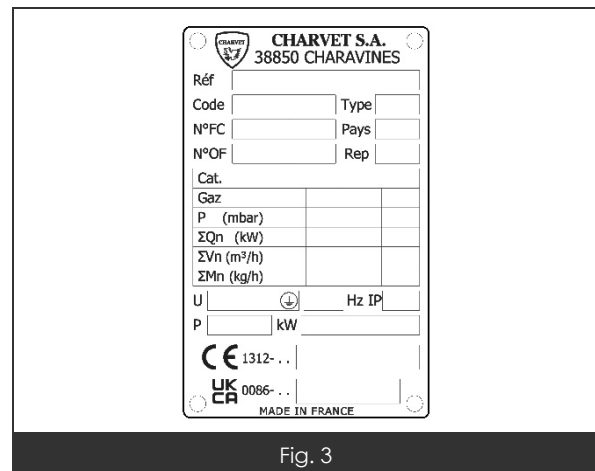 CHARVET
CHARVET S.A.
38850 CHARAVINES
Réf
Code Type
N°FC Pays
N°OF Rep
Cat.
Gaz
P (mbar)
ΣQn (kW)
ΣVn (m³/h)
ΣMn (kg/h)
U Hz IP
P kW
CE 1312- . .
UK CA 0086- . .
MADE IN FRANCE
Fig. 3